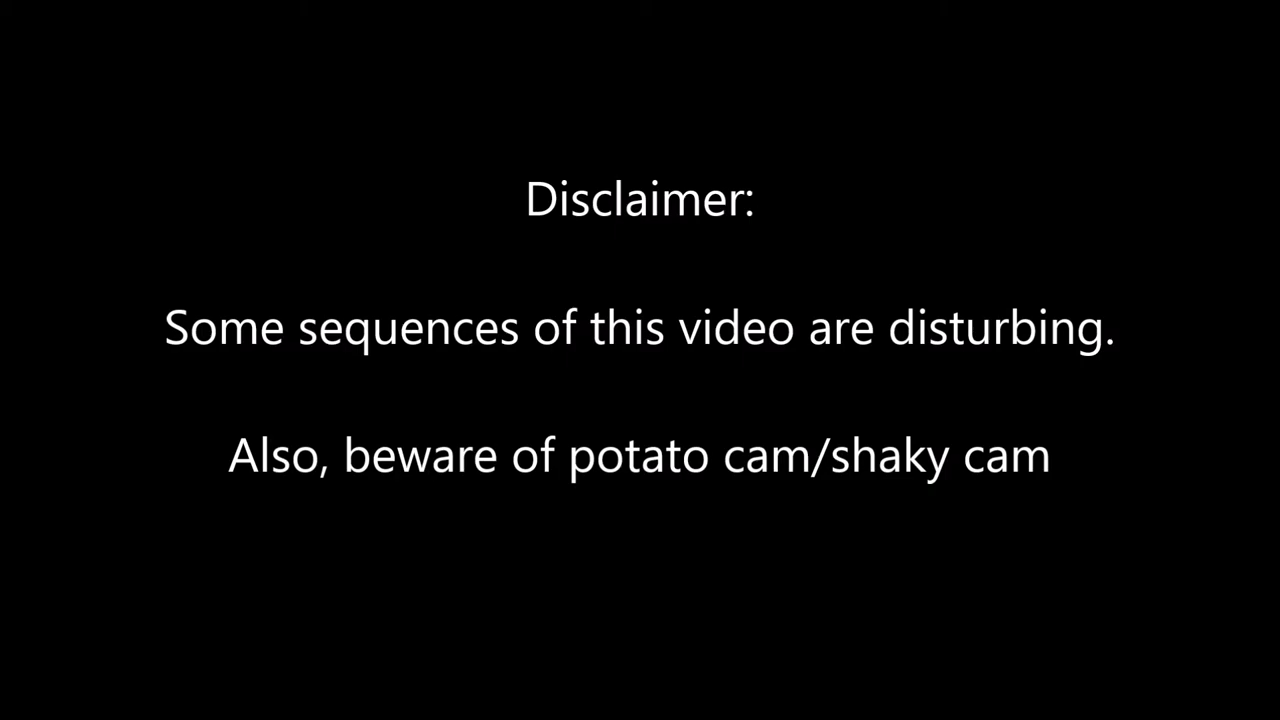 Disclaimer:
Some sequences of this video are disturbing.
Also, beware of potato cam/shaky cam